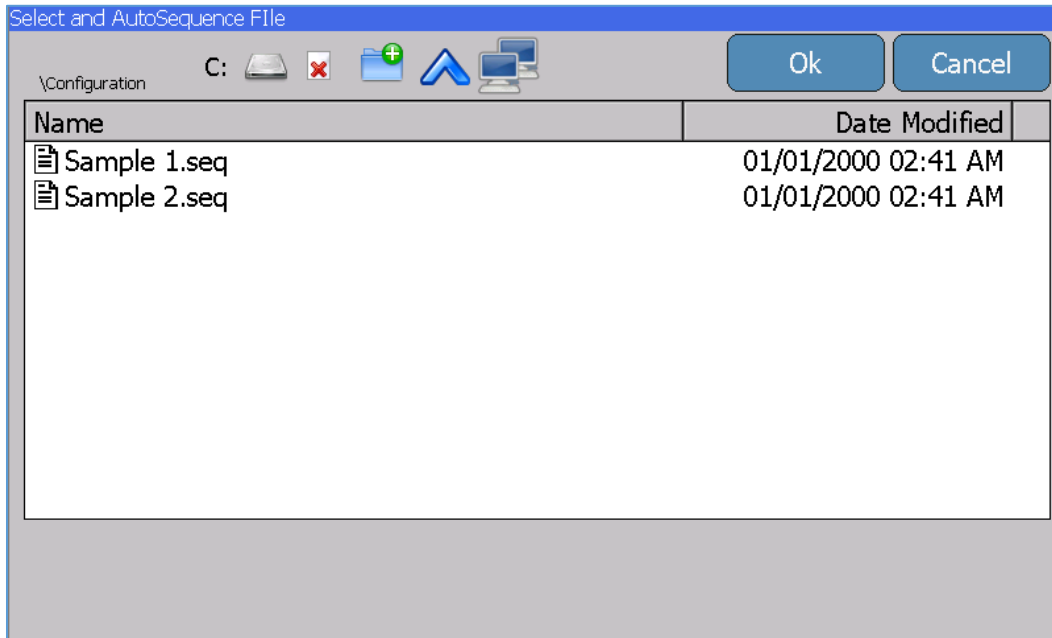 Select and AutoSequence FIle
\Configuration C: Ok Cancel
Name Date Modified
Sample 1.seq 01/01/2000 02:41 AM
Sample 2.seq 01/01/2000 02:41 AM